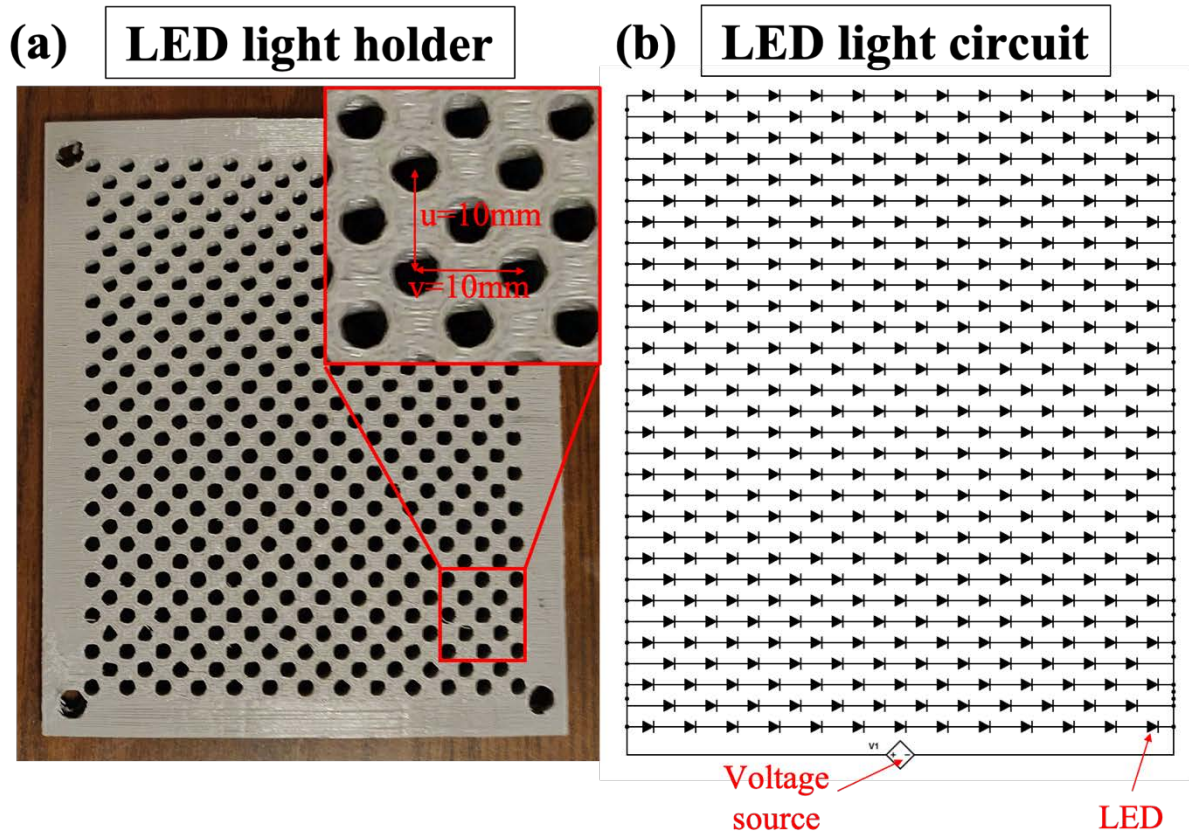 (a)
LED light holder
(b)
LED light circuit
u=10mm
v=10mm
V1
+ -
Voltage
source
LED